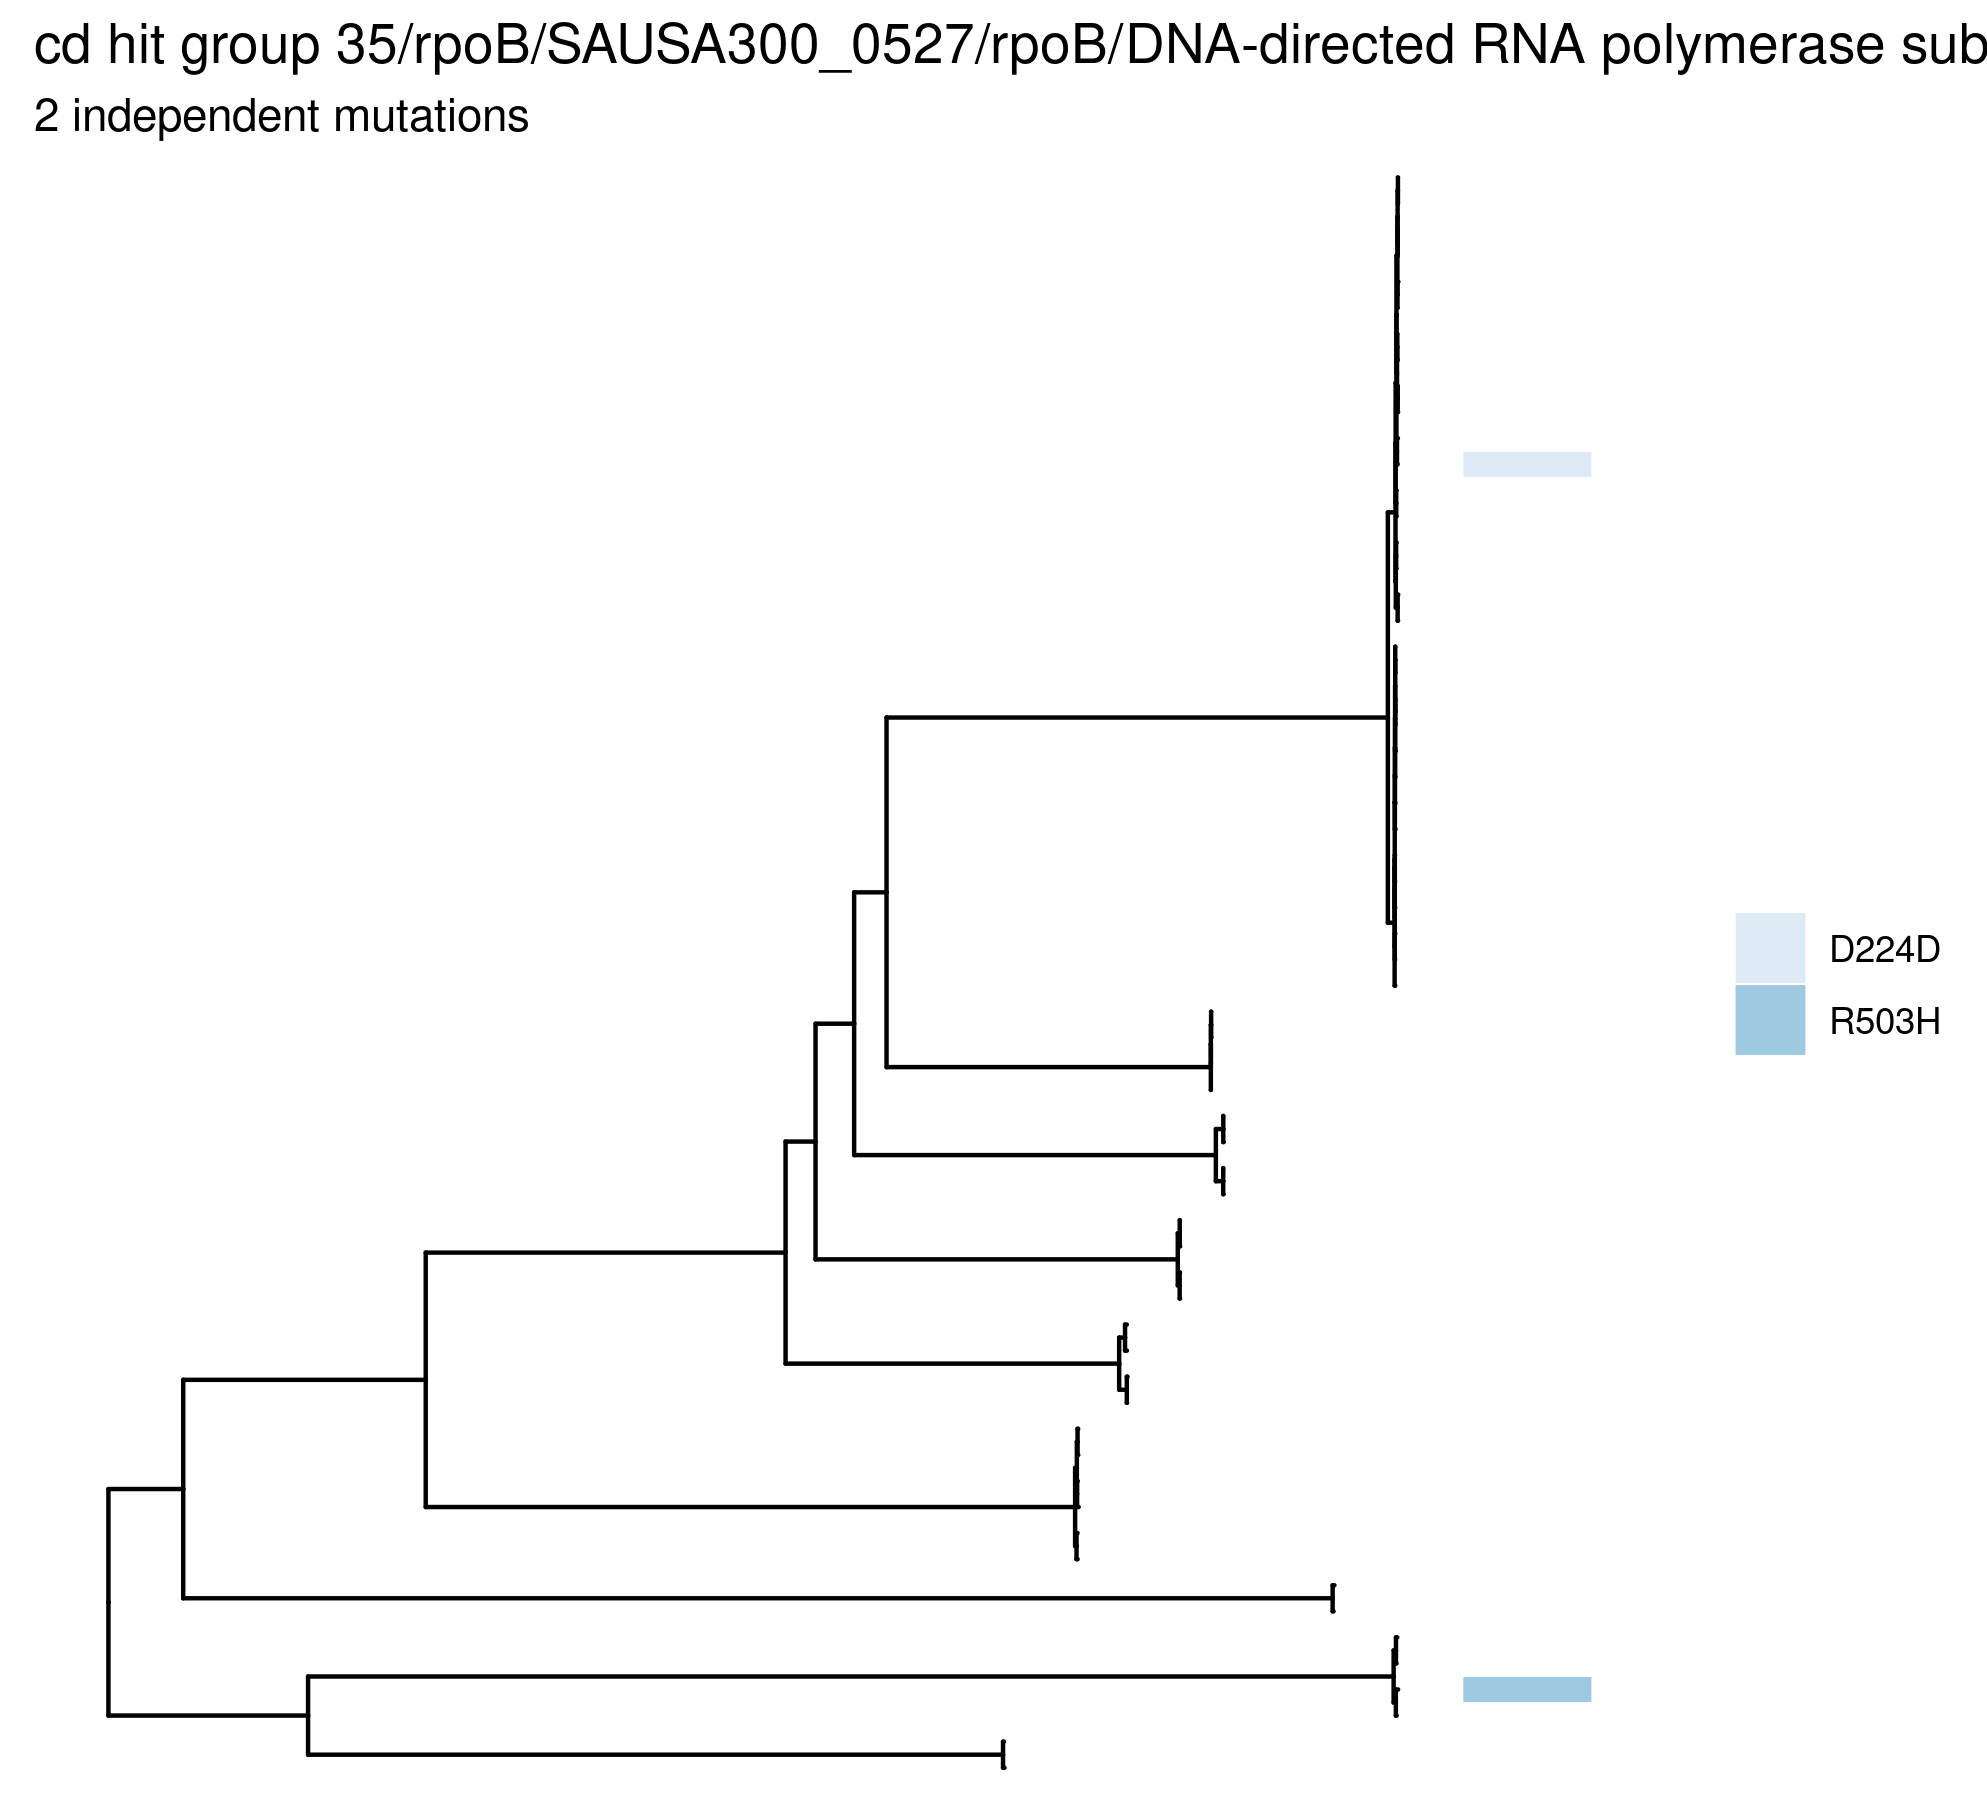 cd hit group 35/rpoB/SAUSA300_0527/rpoB/DNA-directed RNA polymerase sub
2 independent mutations
D224D
R503H